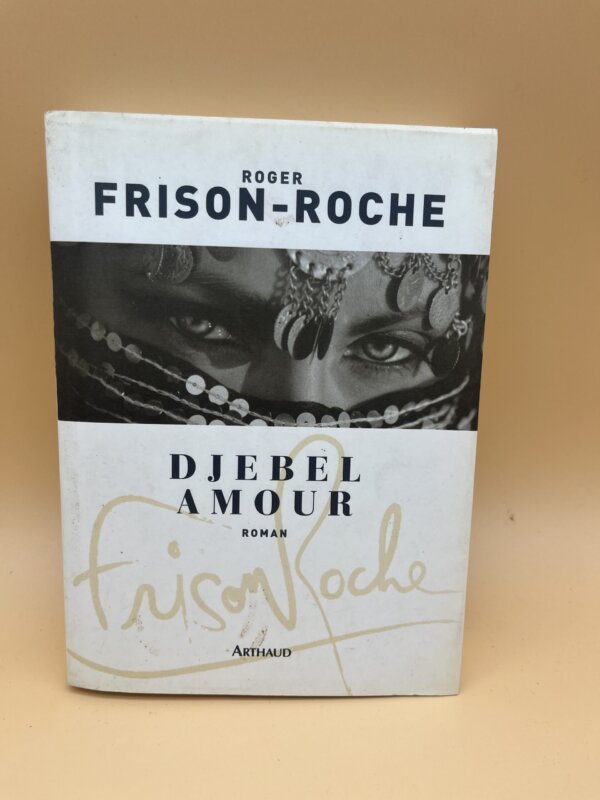 ROGER
FRISON-ROCHE
DJEBEL
AMOUR
ROMAN
Frison Roche
ARTHAUD